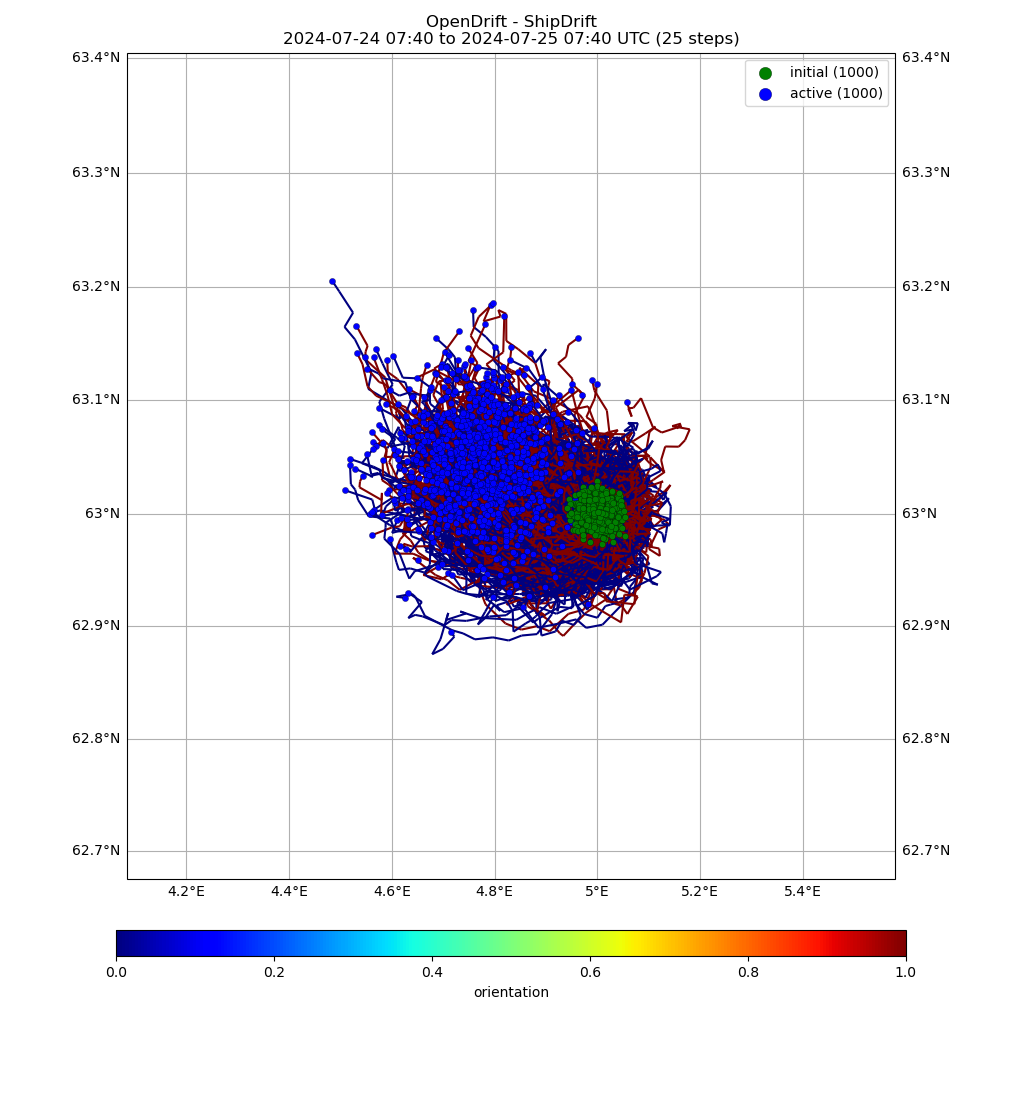 OpenDrift - ShipDrift
2024-07-24 07:40 to 2024-07-25 07:40 UTC (25 steps)
63.4°N
63.4°N
initial (1000)
active (1000)
63.3°N
63.3°N
63.2°N
63.2°N
63.1°N
63.1°N
63°N
63°N
62.9°N
62.9°N
62.8°N
62.8°N
62.7°N
62.7°N
4.2°E
4.4°E
4.6°E
4.8°E
5°E
5.2°E
5.4°E
0.0
0.2
0.4
0.6
0.8
1.0
orientation